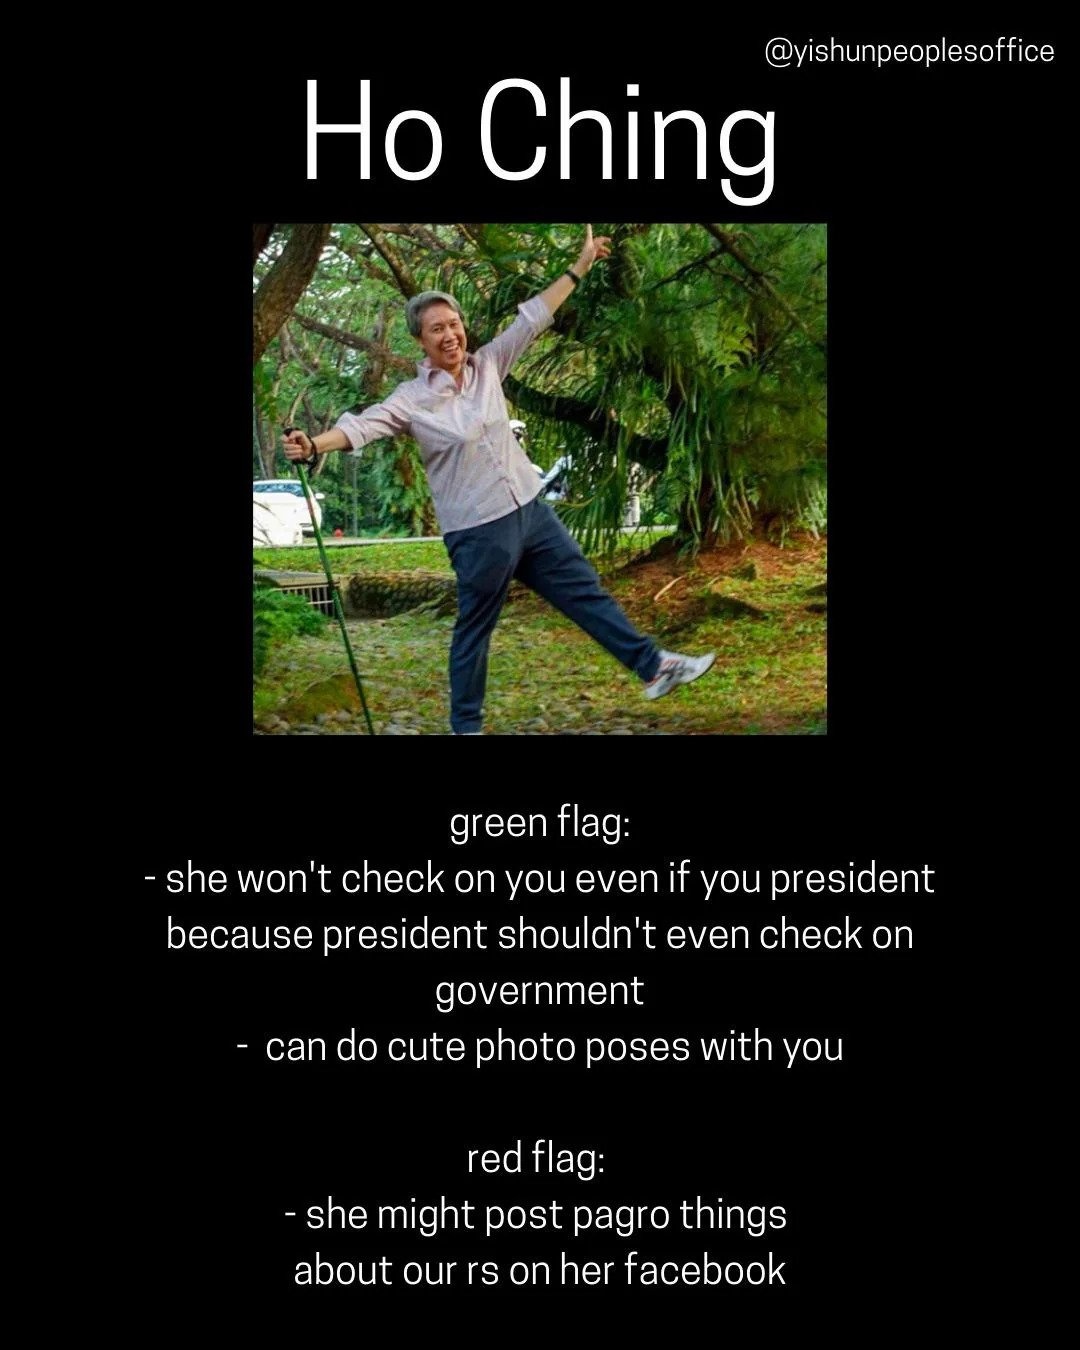 @yishunpeoplesoffice
Ho Ching
green flag:
- she won't check on you even if you president
because president shouldn't even check on
government
- can do cute photo poses with you
red flag:
- she might post pagro things
about our rs on her facebook